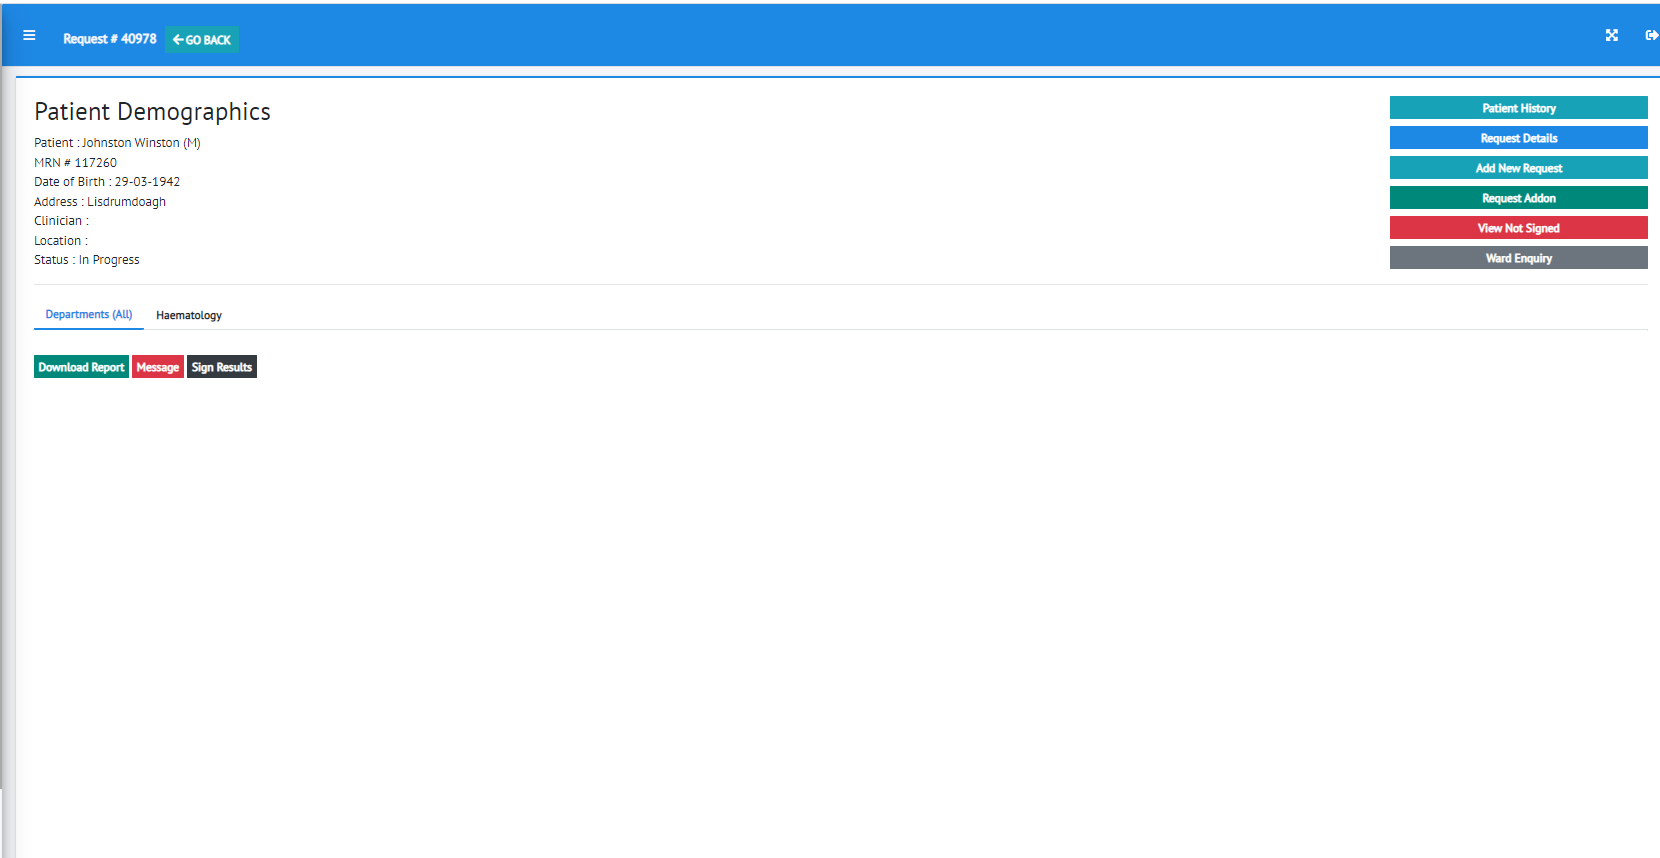 Request # 40978 GO BACK
Patient Demographics
Patient : Johnston Winston (M)
MRN # 117260
Date of Birth : 29-03-1942
Address : Lisdrumdoagh
Clinician :
Location :
Status : In Progress
Patient History
Request Details
Add New Request
Request Addon
View Not Signed
Ward Enquiry
Departments (All) Haematology
Download Report Message Sign Results